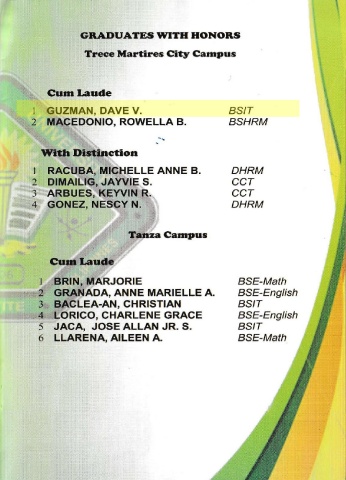 GRADUATES WITH HONORS
Trece Martires City Campus
Cum Laude
1 GUZMAN, DAVE V. BSIT
2 MACEDONIO, ROWELLA B. BSHRM
With Distinction
1 RACUBA, MICHELLE ANNE B. DHRM
2 DIMAILIG, JAYVIE S. CCT
3 ARBUES, KEYVIN R. CCT
4 GONEZ, NESCY N. DHRM
Tanza Campus
Cum Laude
1 BRIN, MARJORIE BSE-Math
2 GRANADA, ANNE MARIELLE A. BSE-English
3 BACLEA-AN, CHRISTIAN BSIT
4 LORICO, CHARLENE GRACE BSE-English
5 JACA, JOSE ALLAN JR. S. BSIT
6 LLARENA, AILEEN A. BSE-Math